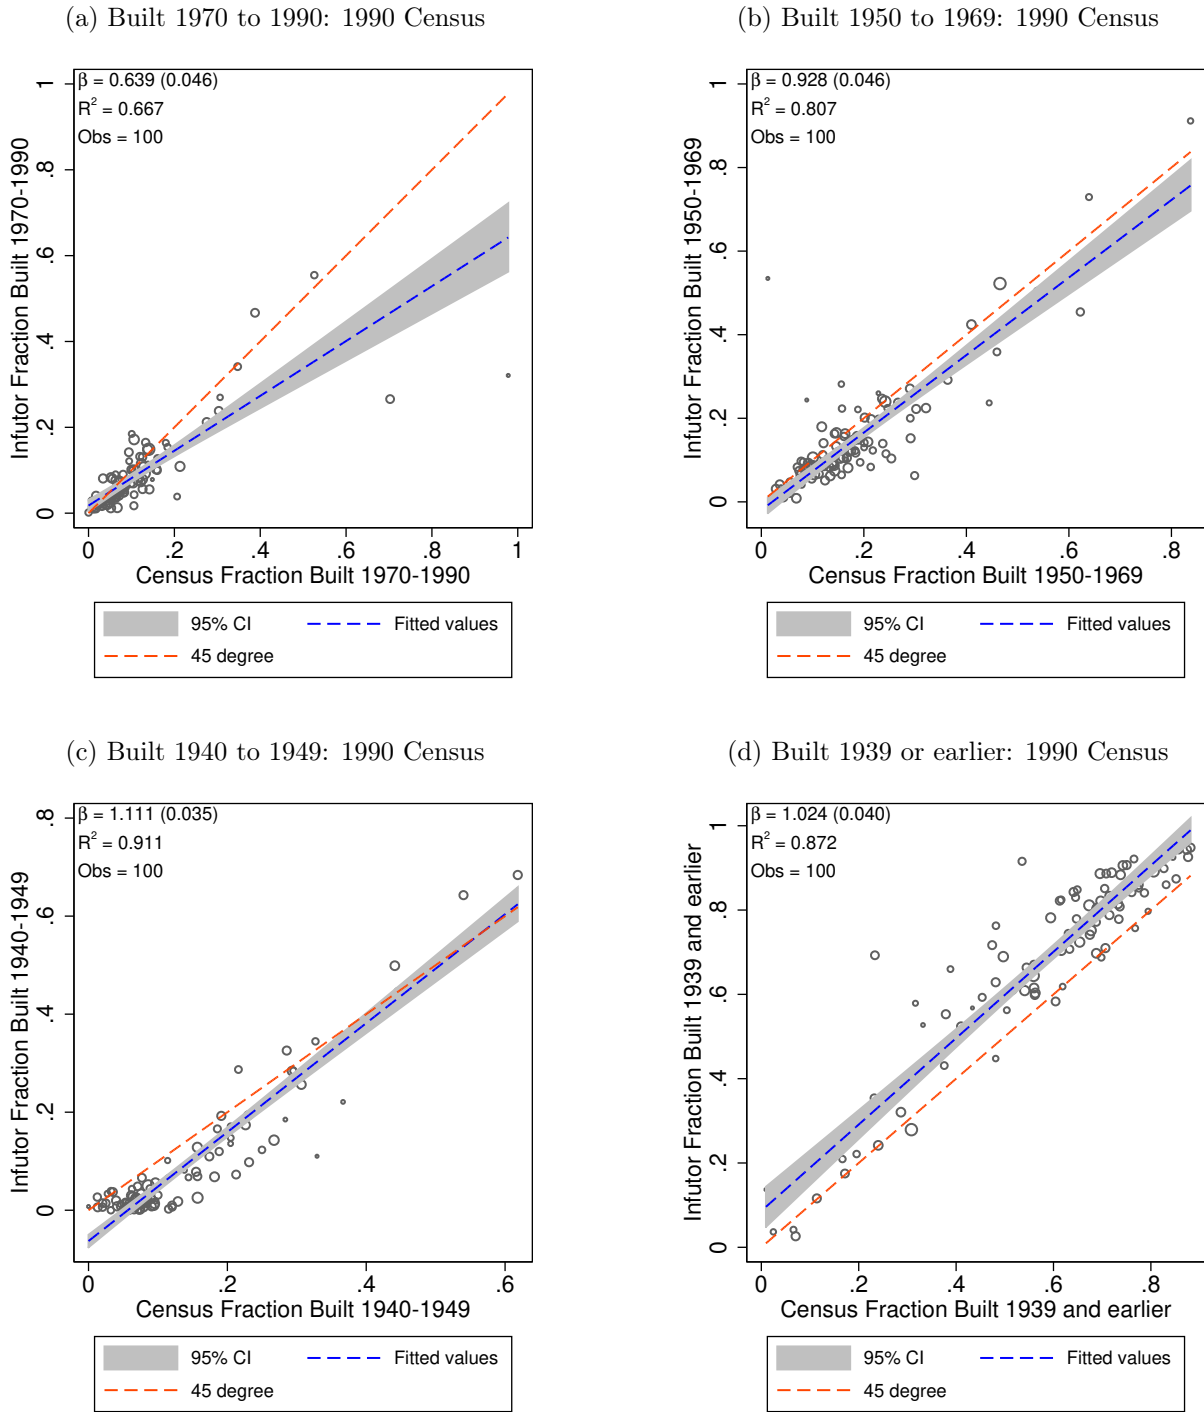 (a) Built 1970 to 1990: 1990 Census
β = 0.639 (0.046)
R² = 0.667
Obs = 100
Infutor Fraction Built 1970-1990
1
.8
.6
.4
.2
0
0 .2 .4 .6 .8 1
Census Fraction Built 1970-1990
95% CI Fitted values
45 degree
(b) Built 1950 to 1969: 1990 Census
β = 0.928 (0.046)
R² = 0.807
Obs = 100
Infutor Fraction Built 1950-1969
1
.8
.6
.4
.2
0
0 .2 .4 .6 .8
Census Fraction Built 1950-1969
95% CI Fitted values
45 degree
(c) Built 1940 to 1949: 1990 Census
β = 1.111 (0.035)
R² = 0.911
Obs = 100
Infutor Fraction Built 1940-1949
.8
.6
.4
.2
0
0 .2 .4 .6
Census Fraction Built 1940-1949
95% CI Fitted values
45 degree
(d) Built 1939 or earlier: 1990 Census
β = 1.024 (0.040)
R² = 0.872
Obs = 100
Infutor Fraction Built 1939 and earlier
1
.8
.6
.4
.2
0
0 .2 .4 .6 .8
Census Fraction Built 1939 and earlier
95% CI Fitted values
45 degree